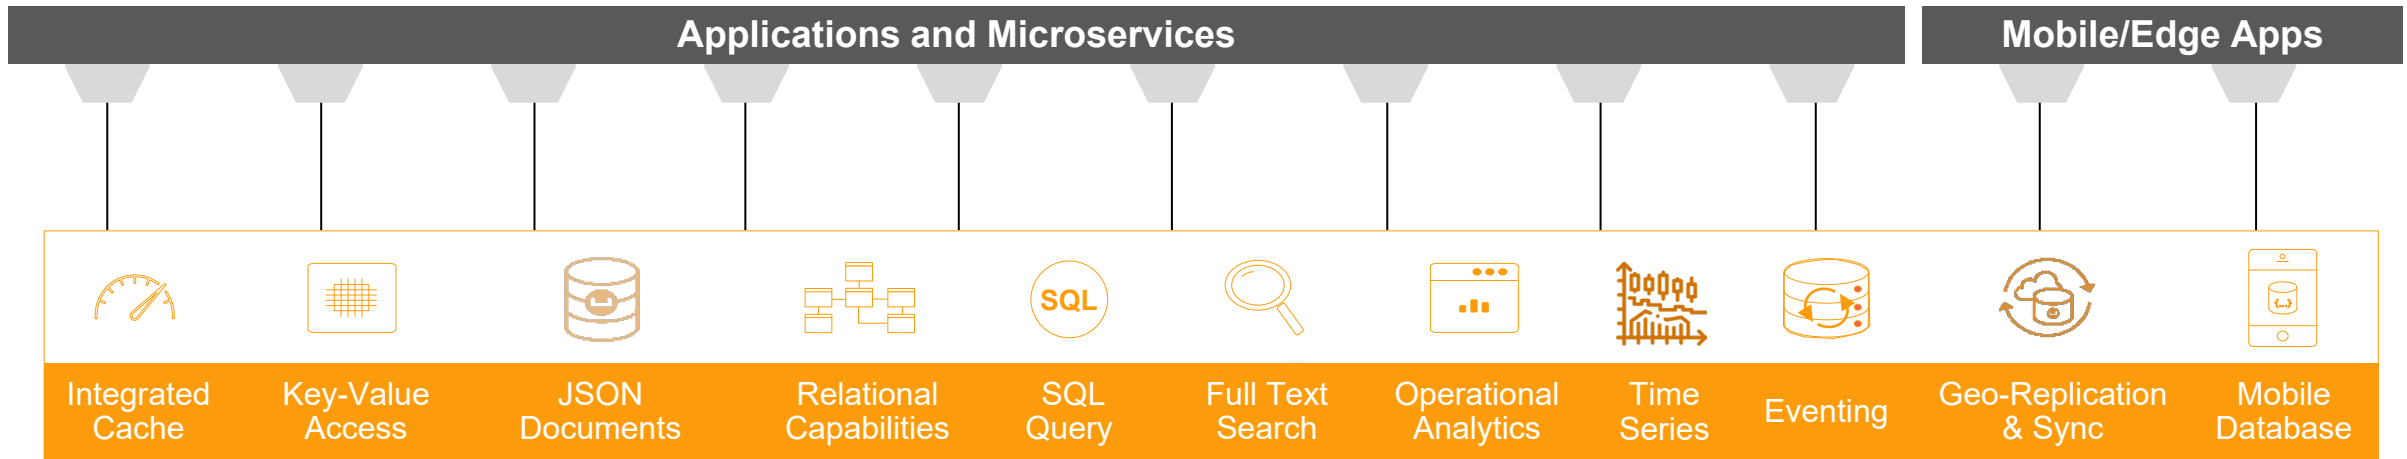 Applications and Microservices
Mobile/Edge Apps
SQL
{...}
Integrated
Cache
Key-Value
Access
JSON
Documents
Relational
Capabilities
SQL
Query
Full Text
Search
Operational
Analytics
Time
Series
Eventing
Geo-Replication
& Sync
Mobile
Database